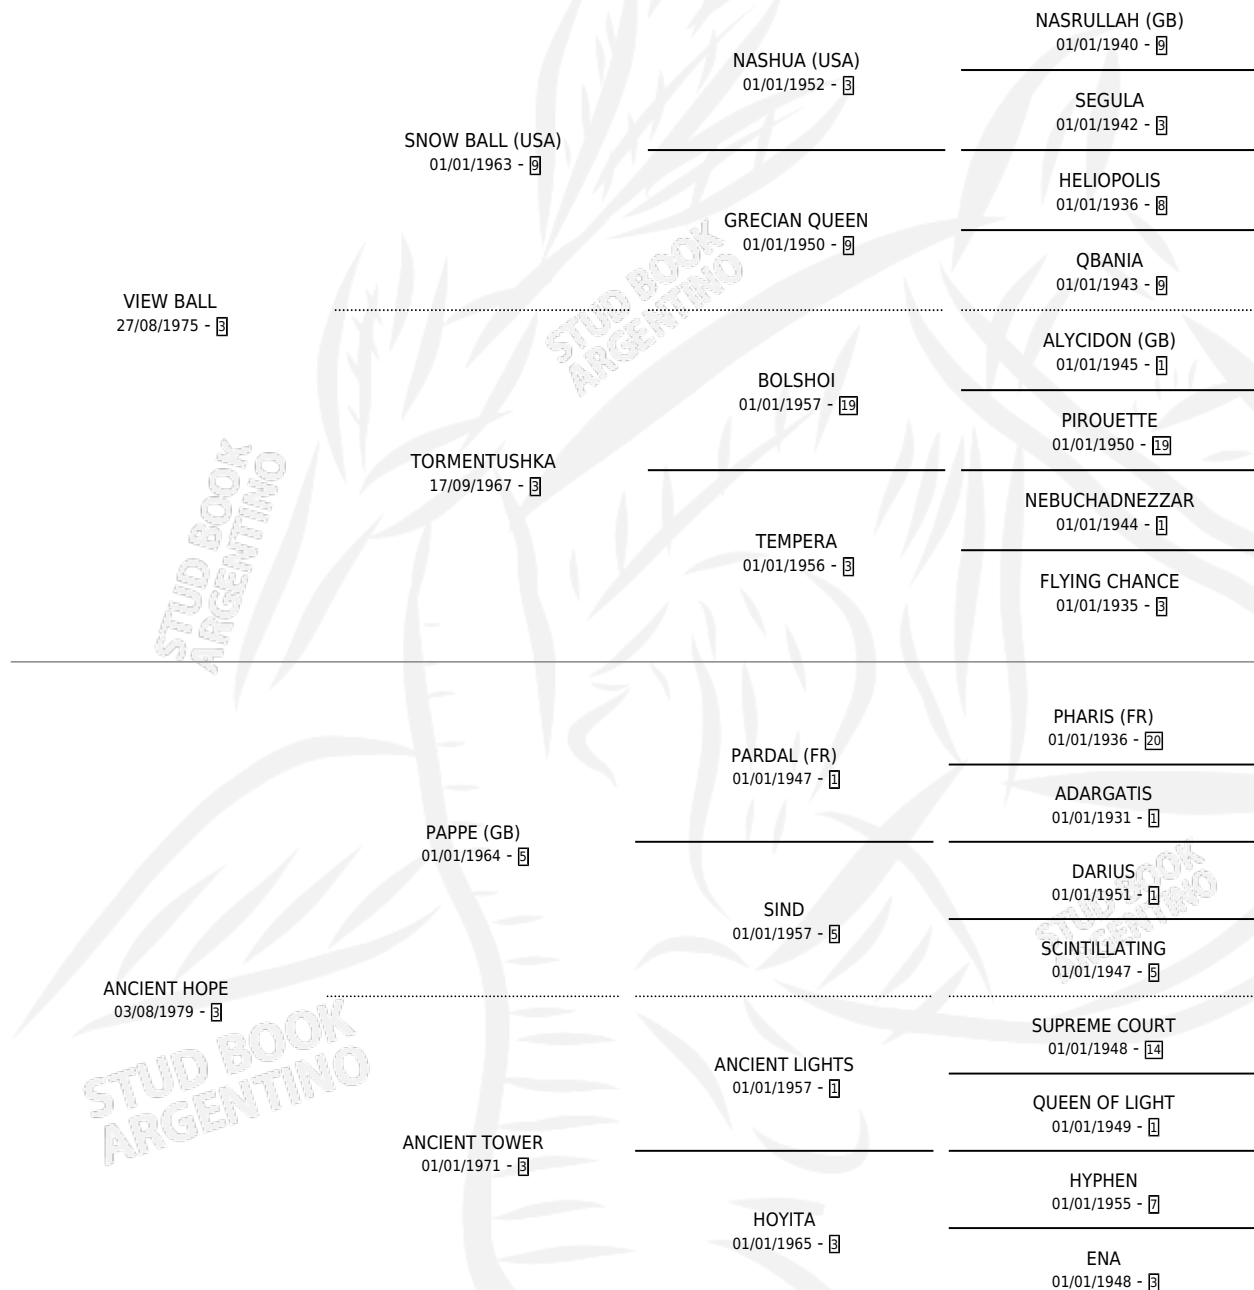 NASRULLAH (GB)
01/01/1940 - 9
NASHUA (USA)
01/01/1952 - 3
SEGULA
01/01/1942 - 3
SNOW BALL (USA)
01/01/1963 - 9
HELIOPOLIS
01/01/1936 - 8
GRECIAN QUEEN
01/01/1950 - 9
QBANIA
01/01/1943 - 9
VIEW BALL
27/08/1975 - 3
ALYCIDON (GB)
01/01/1945 - 1
BOLSHOI
01/01/1957 - 19
PIROUETTE
01/01/1950 - 19
TORMENTUSHKA
17/09/1967 - 3
NEBUCHADNEZZAR
01/01/1944 - 1
TEMPERA
01/01/1956 - 3
FLYING CHANCE
01/01/1935 - 3
STUD BOOK
ARGENTINO
STUD BOOK
ARGENTINO
PHARIS (FR)
01/01/1936 - 20
PARDAL (FR)
01/01/1947 - 1
ADARGATIS
01/01/1931 - 1
PAPPE (GB)
01/01/1964 - 5
DARIUS
01/01/1951 - 1
SIND
01/01/1957 - 5
SCINTILLATING
01/01/1947 - 5
STUD BOOK
ARGENTINO
ANCIENT HOPE
03/08/1979 - 3
SUPREME COURT
01/01/1948 - 14
ANCIENT LIGHTS
01/01/1957 - 1
QUEEN OF LIGHT
01/01/1949 - 1
STUD BOOK
ARGENTINO
ANCIENT TOWER
01/01/1971 - 3
HYPHEN
01/01/1955 - 7
HOYITA
01/01/1965 - 3
ENA
01/01/1948 - 3